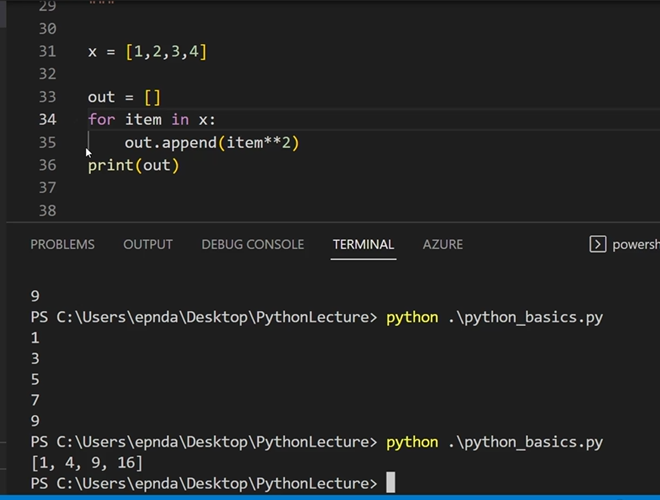 29 """
30
31 x = [1,2,3,4]
32
33 out = []
34 for item in x:
35 out.append(item**2)
36 print(out)
37
38
PROBLEMS OUTPUT DEBUG CONSOLE TERMINAL AZURE powersh
9
PS C:\Users\epnda\Desktop\PythonLecture> python .\python_basics.py
1
3
5
7
9
PS C:\Users\epnda\Desktop\PythonLecture> python .\python_basics.py
[1, 4, 9, 16]
PS C:\Users\epnda\Desktop\PythonLecture>